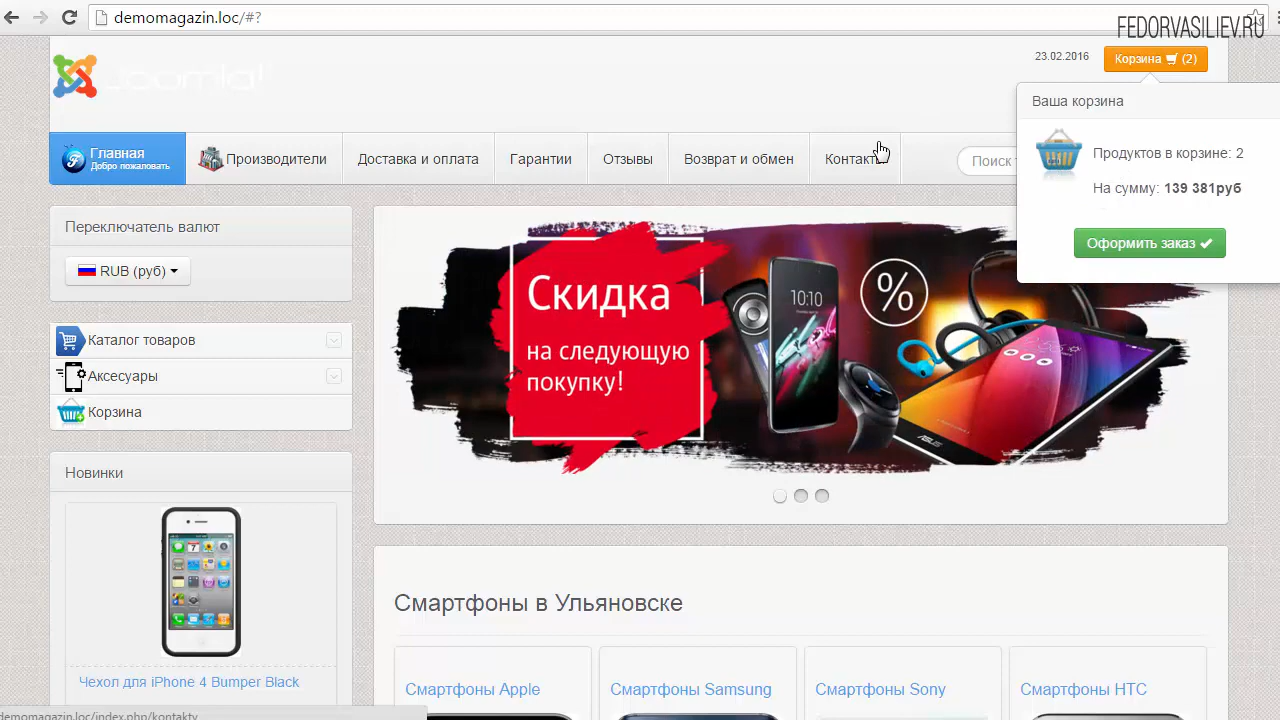 demomagazin.loc/#?
FEDORVASILIEV.RU
Joomla!
23.02.2016
Корзина (2)
Ваша корзина
Продуктов в корзине: 2
На сумму: 139 381руб
Оформить заказ
Главная
Добро пожаловать
Производители
Доставка и оплата
Гарантии
Отзывы
Возврат и обмен
Контакты
Поиск
Переключатель валют
RUB (руб)
Каталог товаров
Аксесуары
Корзина
Скидка
на следующую
покупку!
10:10
%
ASUS
Новинки
Чехол для iPhone 4 Bumper Black
Смартфоны в Ульяновске
Смартфоны Apple
Смартфоны Samsung
Смартфоны Sony
Смартфоны HTC
demomagazin.loc/index.php/kontakty